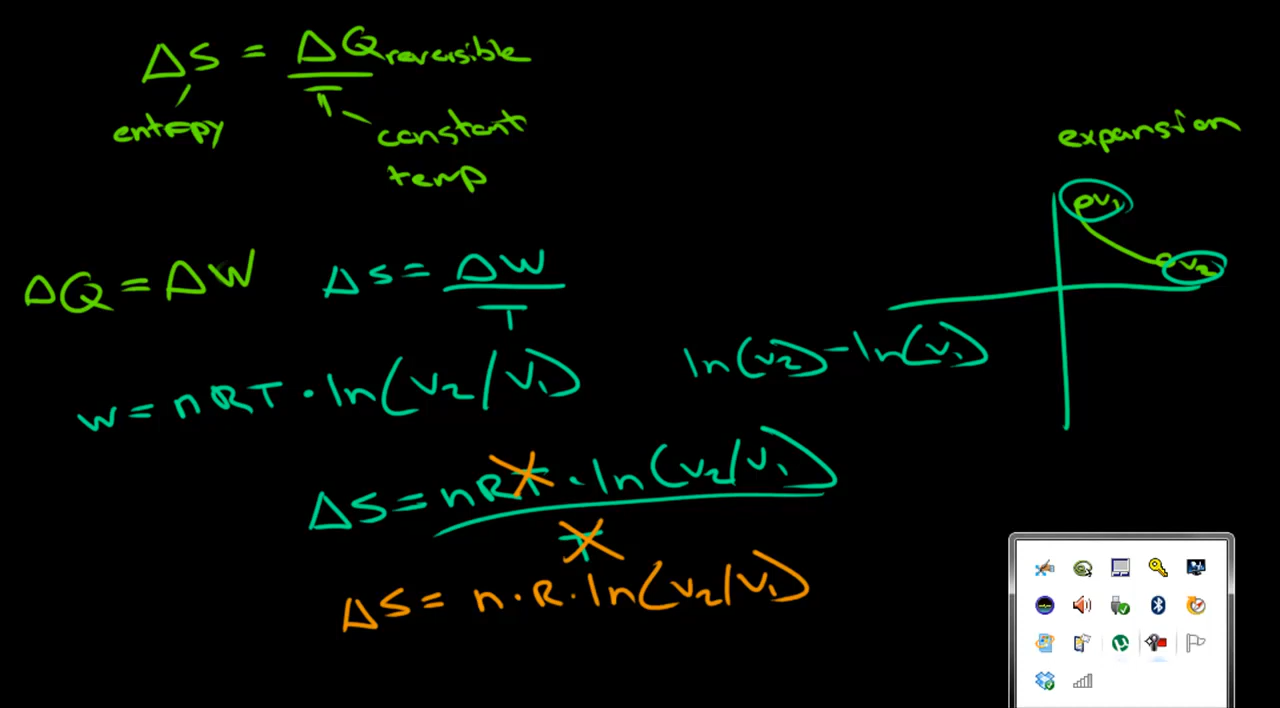 ΔS = ΔQreversible
T
entropy
constant
temp
expansion
PV1
V2
ΔQ = ΔW
ΔS = ΔW
T
w = nRT · ln(V2/V1)
ln(V2) - ln(V1)
ΔS = nRT · ln(V2/V1)
T
ΔS = n·R·ln(V2/V1)